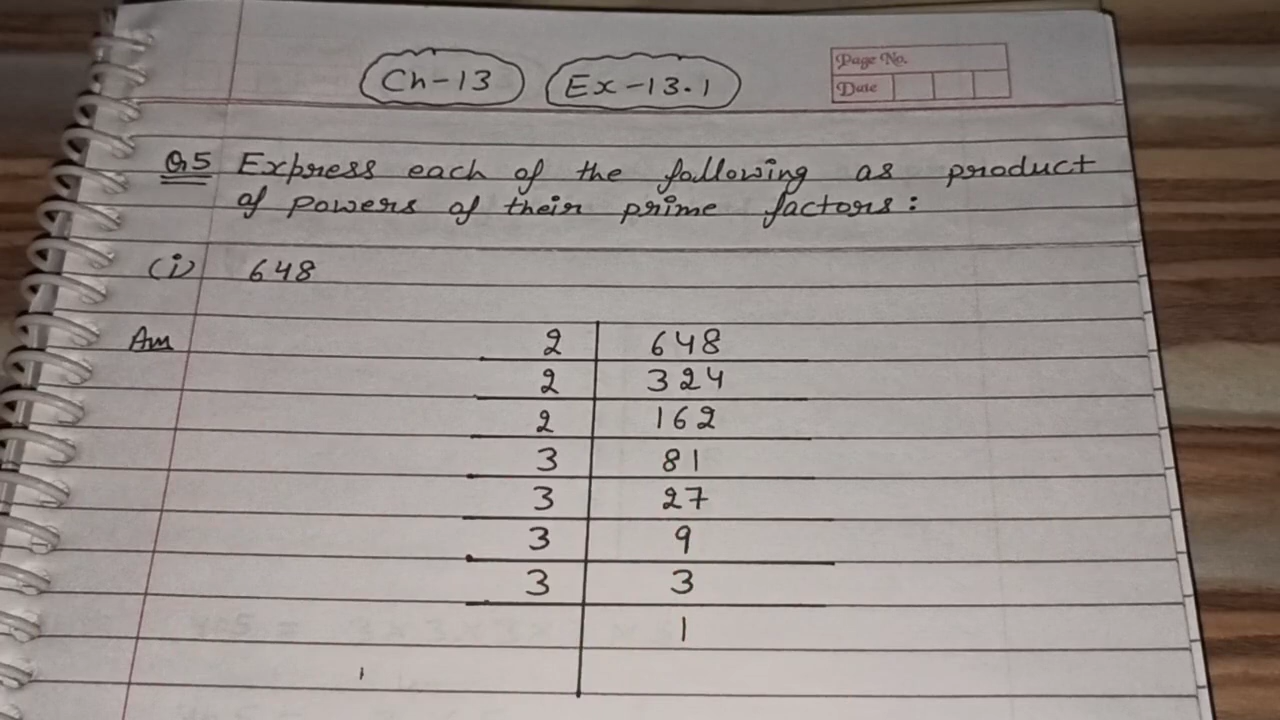 Ch-13 Ex-13.1
Page No.
Date
Q5 Express each of the following as product
of powers of their prime factors:
(i) 648
Ans
2 648
2 324
2 162
3 81
3 27
3 9
3 3
1